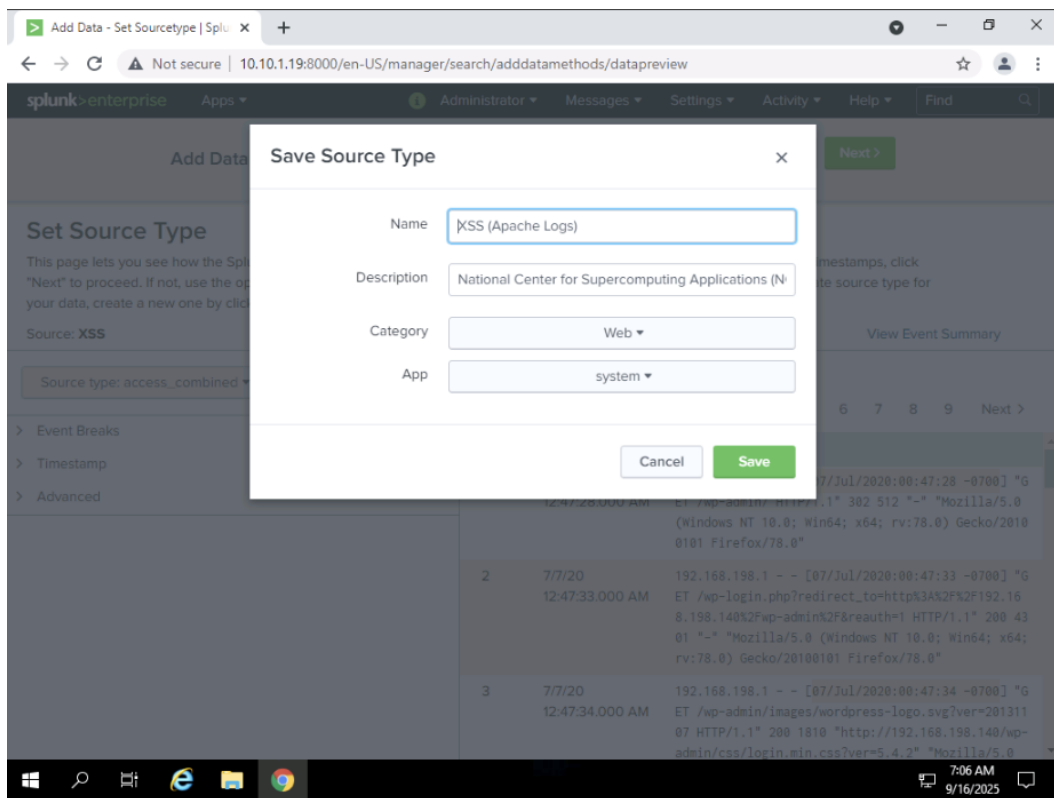 Add Data - Set Sourcetype | Splu
Not secure | 10.10.1.19:8000/en-US/manager/search/adddatamethods/datapreview
splunk>enterprise Apps Administrator Messages Settings Activity Help Find
Add Data
Next >
Save Source Type
Name XSS (Apache Logs)
Description National Center for Supercomputing Applications (N
Category Web
App system
Cancel Save
Set Source Type
This page lets you see how the Spl
"Next" to proceed. If not, use the op
your data, create a new one by clic
imestamps, click
te source type for
Source: XSS
View Event Summary
Source type: access_combined
6 7 8 9 Next >
Event Breaks
Timestamp
Advanced
12:47:28.000 AM
7/Jul/2020:00:47:28 -0700] "G
ET /wp-admin/ HTTP/1.1" 302 512 "-" "Mozilla/5.0
(Windows NT 10.0; Win64; x64; rv:78.0) Gecko/2010
0101 Firefox/78.0"
2 7/7/20
12:47:33.000 AM
192.168.198.1 - - [07/Jul/2020:00:47:33 -0700] "G
ET /wp-login.php?redirect_to=http%3A%2F%2F192.16
8.198.140%2Fwp-admin%2F&reauth=1 HTTP/1.1" 200 43
01 "-" "Mozilla/5.0 (Windows NT 10.0; Win64; x64;
rv:78.0) Gecko/20100101 Firefox/78.0"
3 7/7/20
12:47:34.000 AM
192.168.198.1 - - [07/Jul/2020:00:47:34 -0700] "G
ET /wp-admin/images/wordpress-logo.svg?ver=201311
07 HTTP/1.1" 200 1810 "http://192.168.198.140/wp-
admin/css/login.min.css?ver=5.4.2" "Mozilla/5.0
7:06 AM
9/16/2025